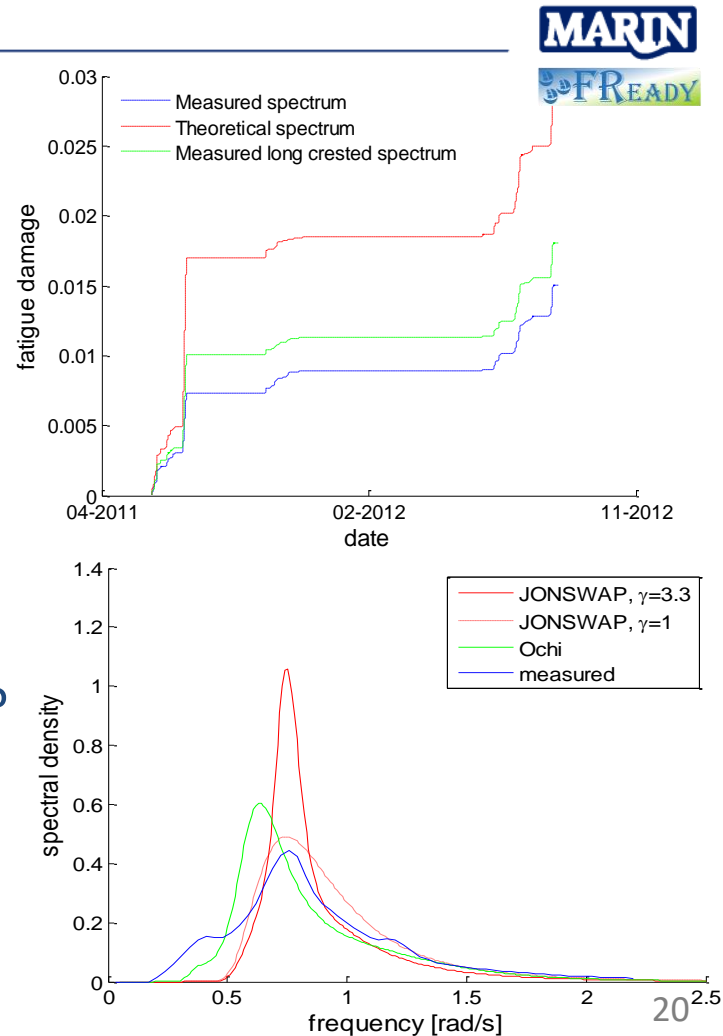 MARIN
FREADY
0.03
0.025
0.02
0.015
0.01
0.005
0
fatigue damage
Measured spectrum
Theoretical spectrum
Measured long crested spectrum
04-2011
02-2012
11-2012
date
1.4
1.2
1
0.8
0.6
0.4
0.2
0
spectral density
JONSWAP, γ=3.3
JONSWAP, γ=1
Ochi
measured
0
0.5
1
1.5
2
2.5
frequency [rad/s]
20